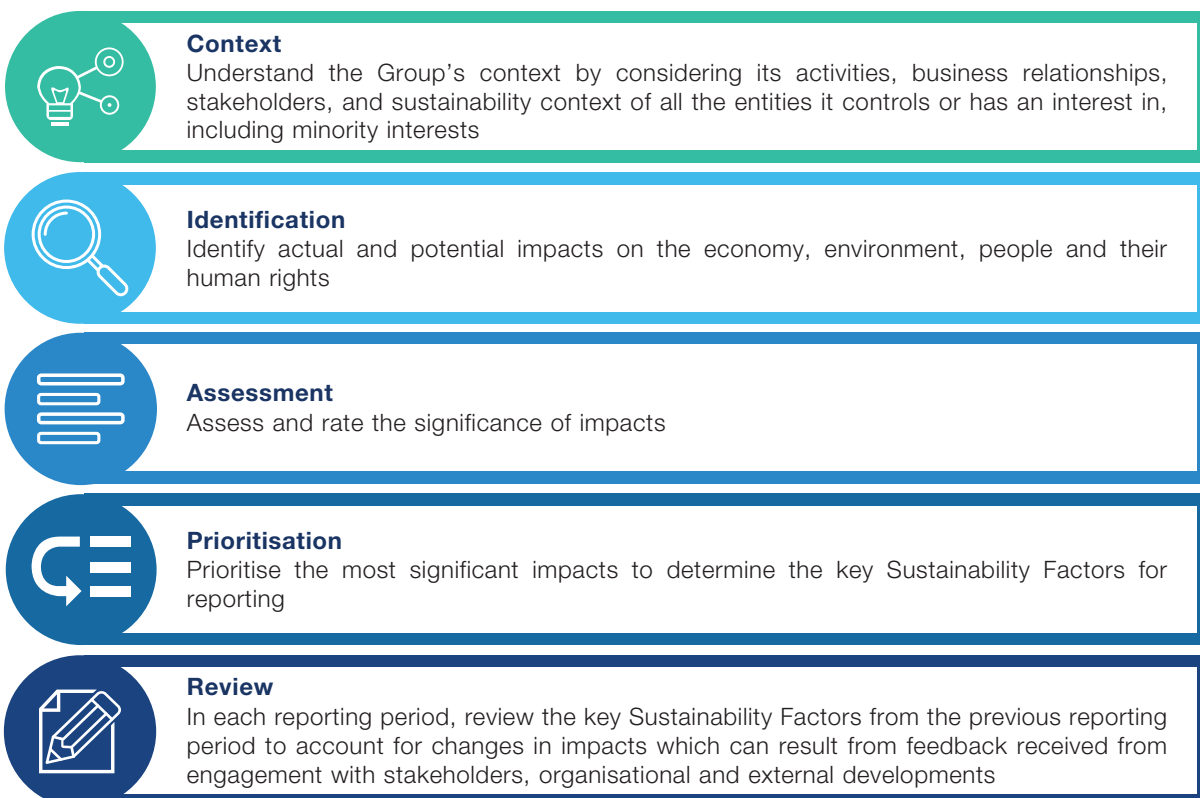 Context
Understand the Group’s context by considering its activities, business relationships,
stakeholders, and sustainability context of all the entities it controls or has an interest in,
including minority interests
Identification
Identify actual and potential impacts on the economy, environment, people and their
human rights
Assessment
Assess and rate the significance of impacts
Prioritisation
Prioritise the most significant impacts to determine the key Sustainability Factors for
reporting
Review
In each reporting period, review the key Sustainability Factors from the previous reporting
period to account for changes in impacts which can result from feedback received from
engagement with stakeholders, organisational and external developments